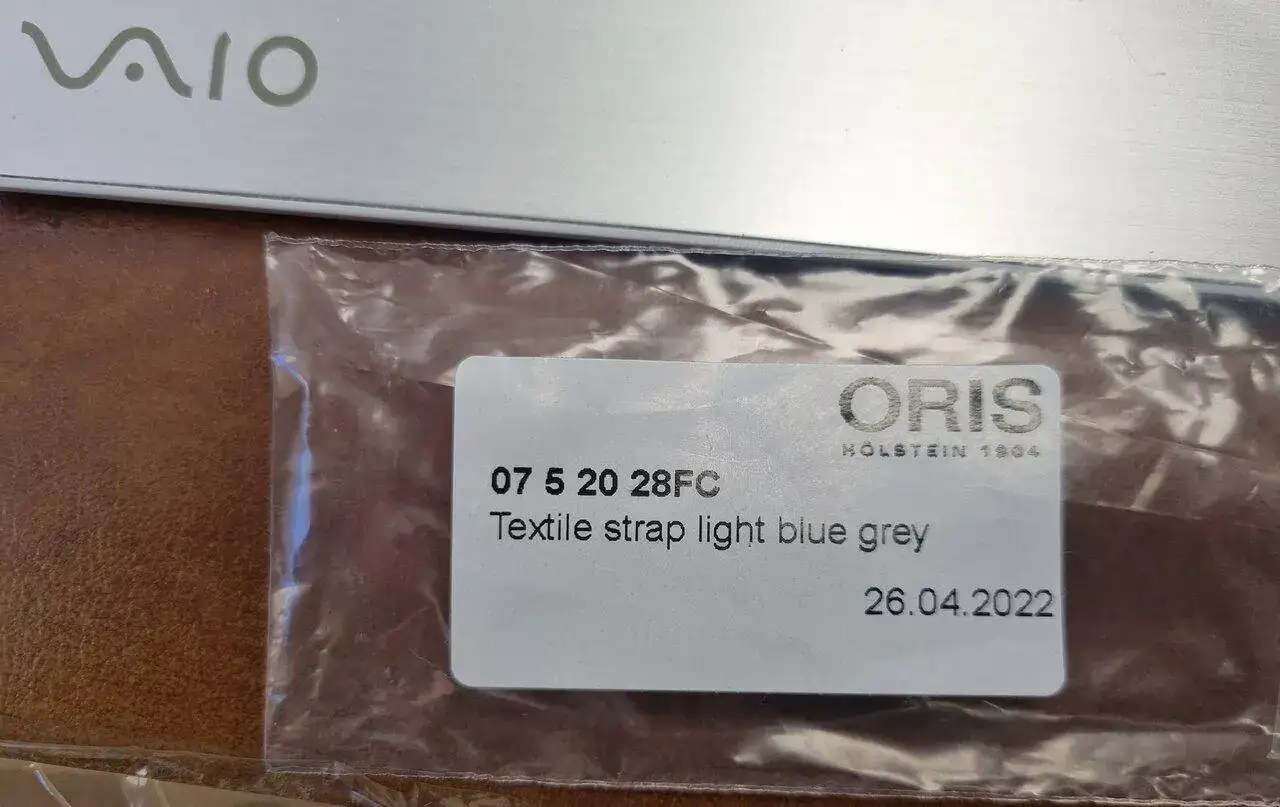 VAIO
ORIS
HÖLSTEIN 1904
07 5 20 28FC
Textile strap light blue grey
26.04.2022